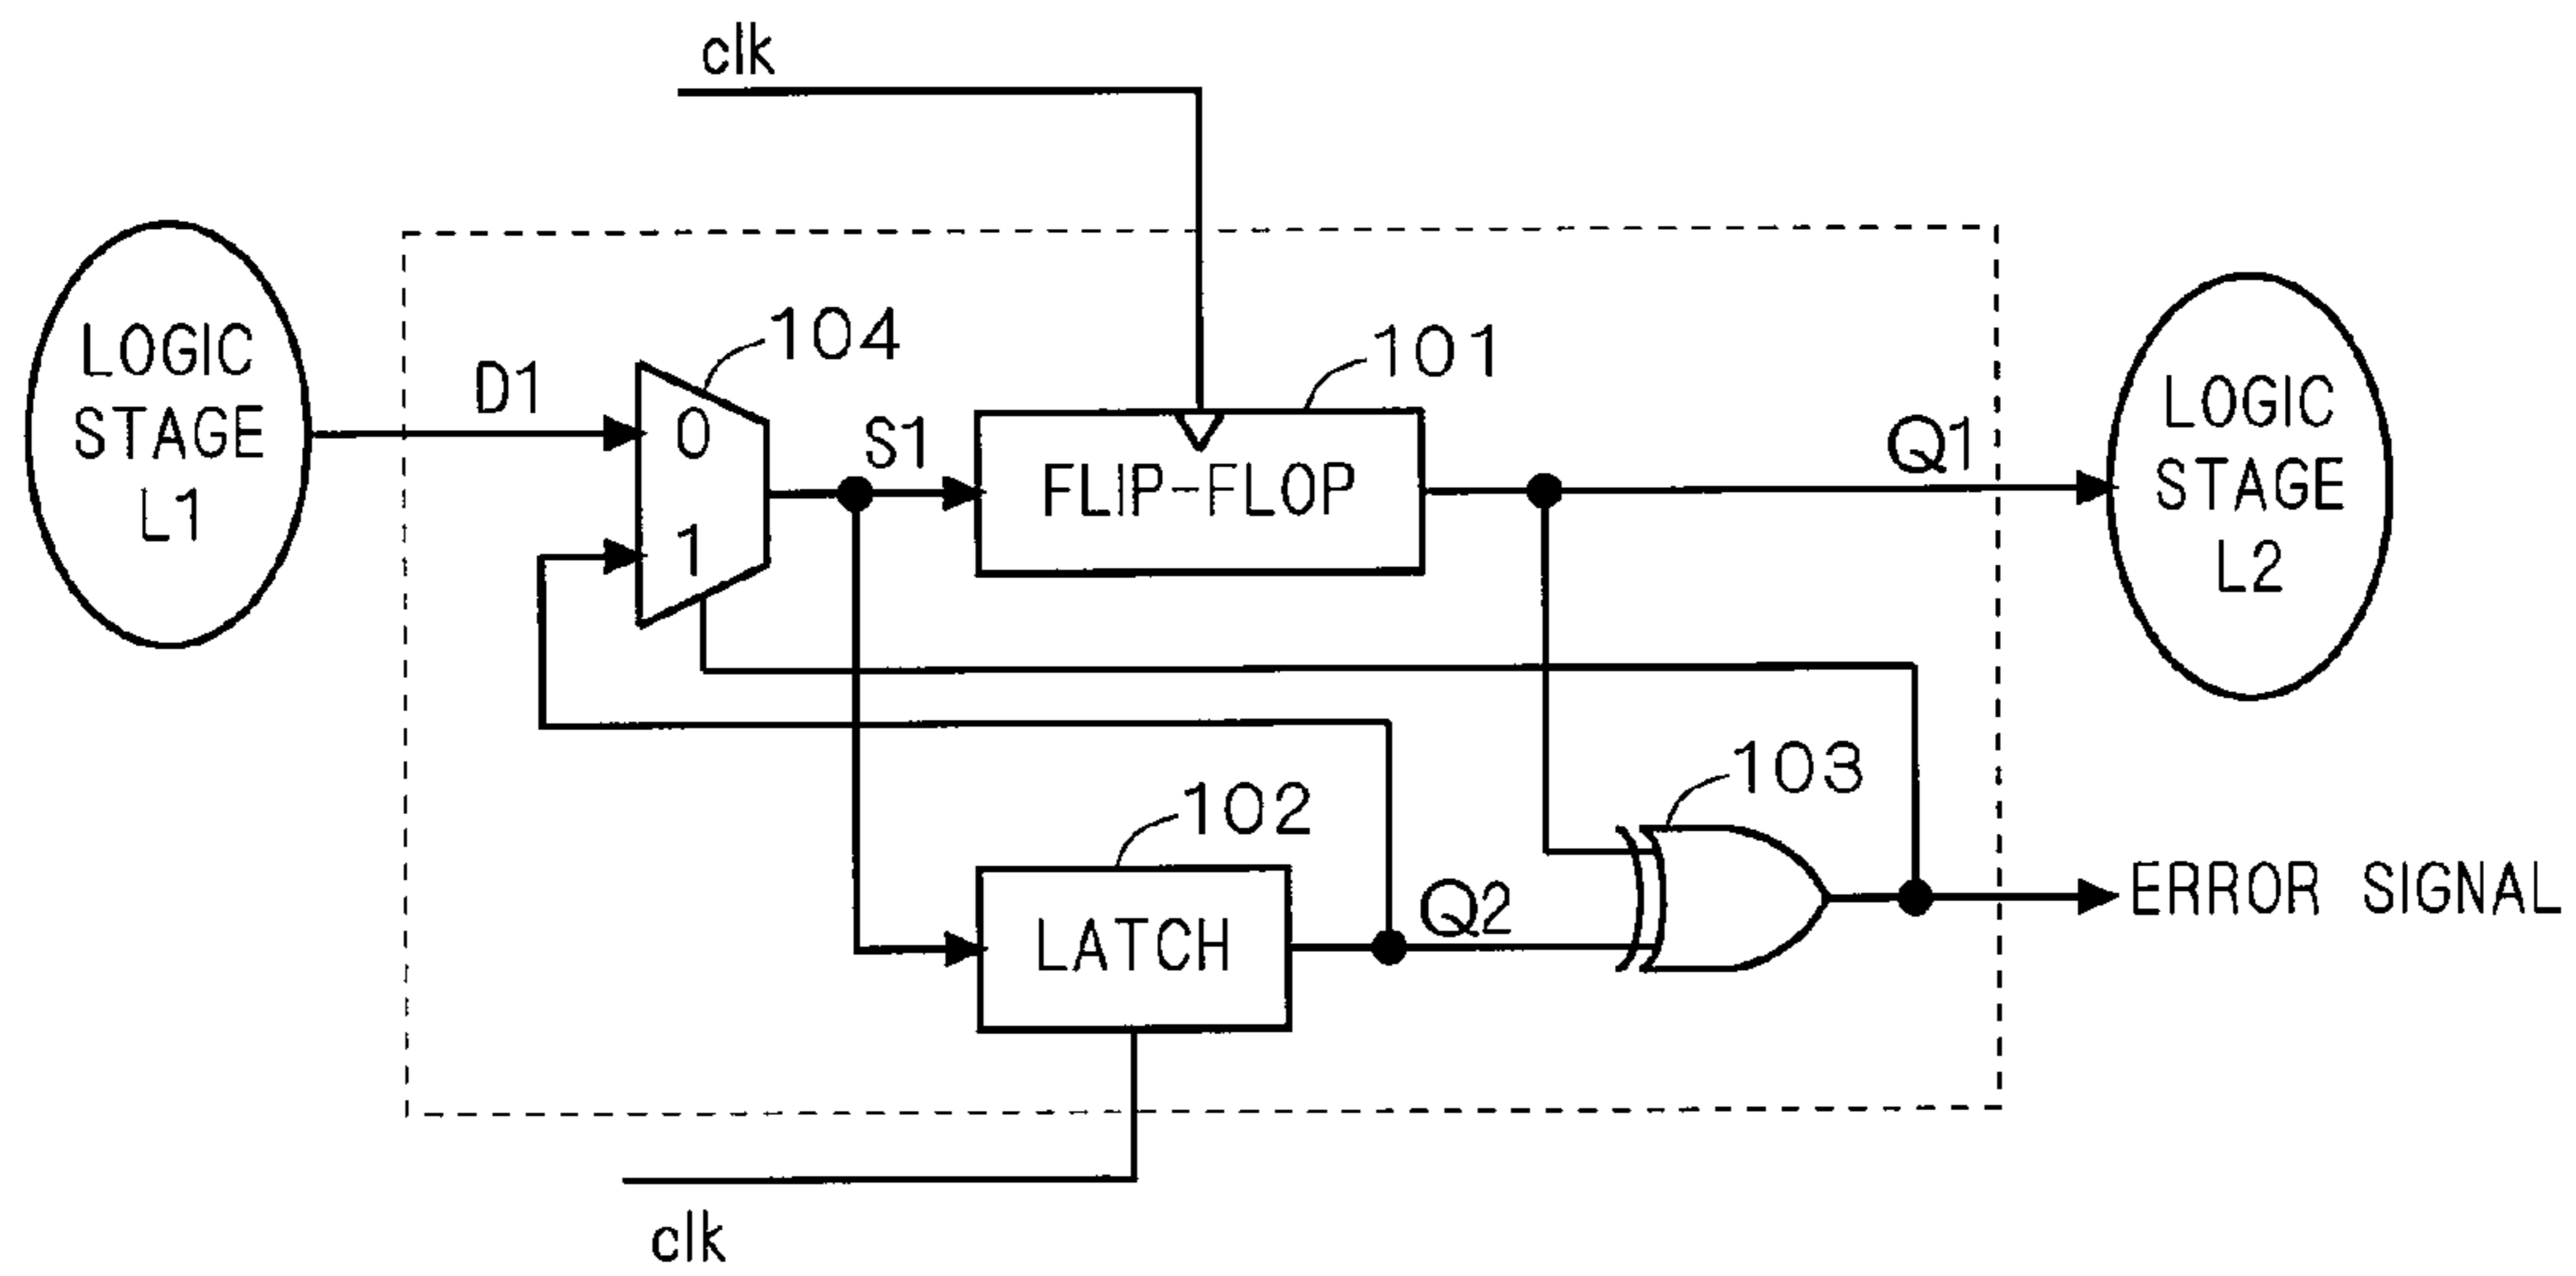 clk
LOGIC
STAGE
L1
D1
104
0
1
S1
101
FLIP-FLOP
Q1
LOGIC
STAGE
L2
102
LATCH
Q2
103
ERROR SIGNAL
clk